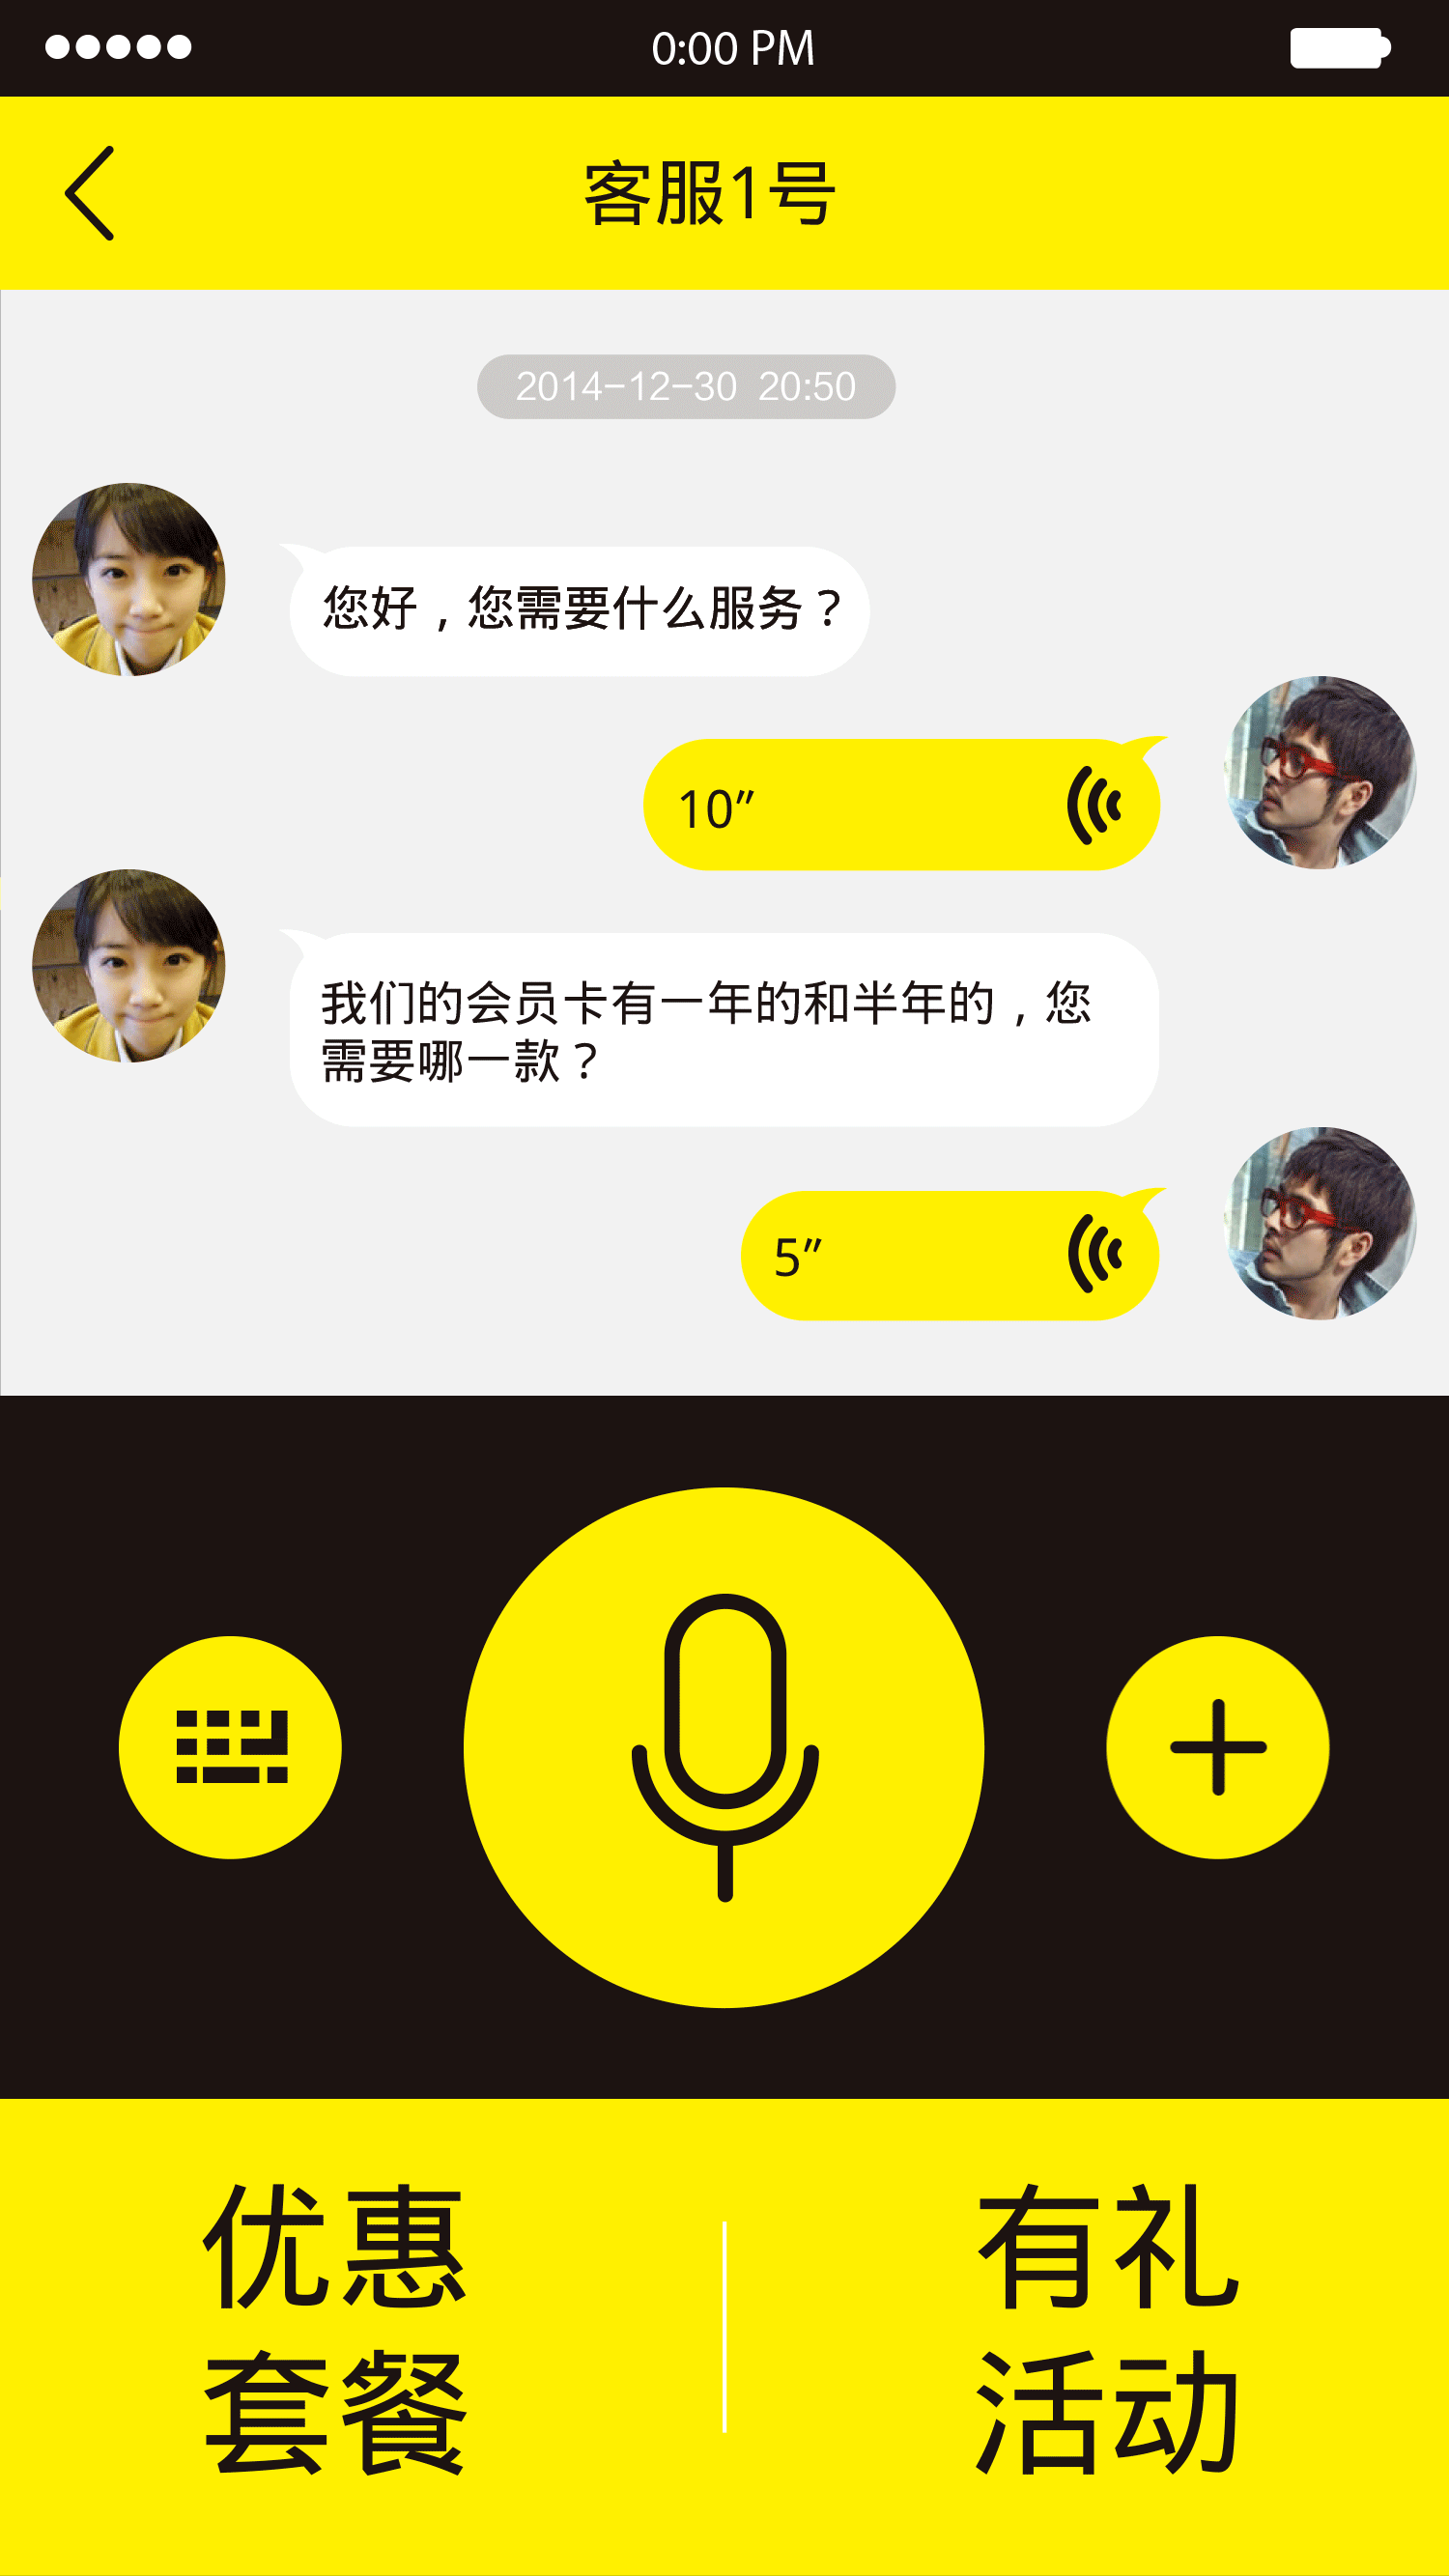 0:00 PM
客服1号
2014-12-30 20:50
您好，您需要什么服务？
10″
我们的会员卡有一年的和半年的，您
需要哪一款？
5″
优惠
套餐
有礼
活动